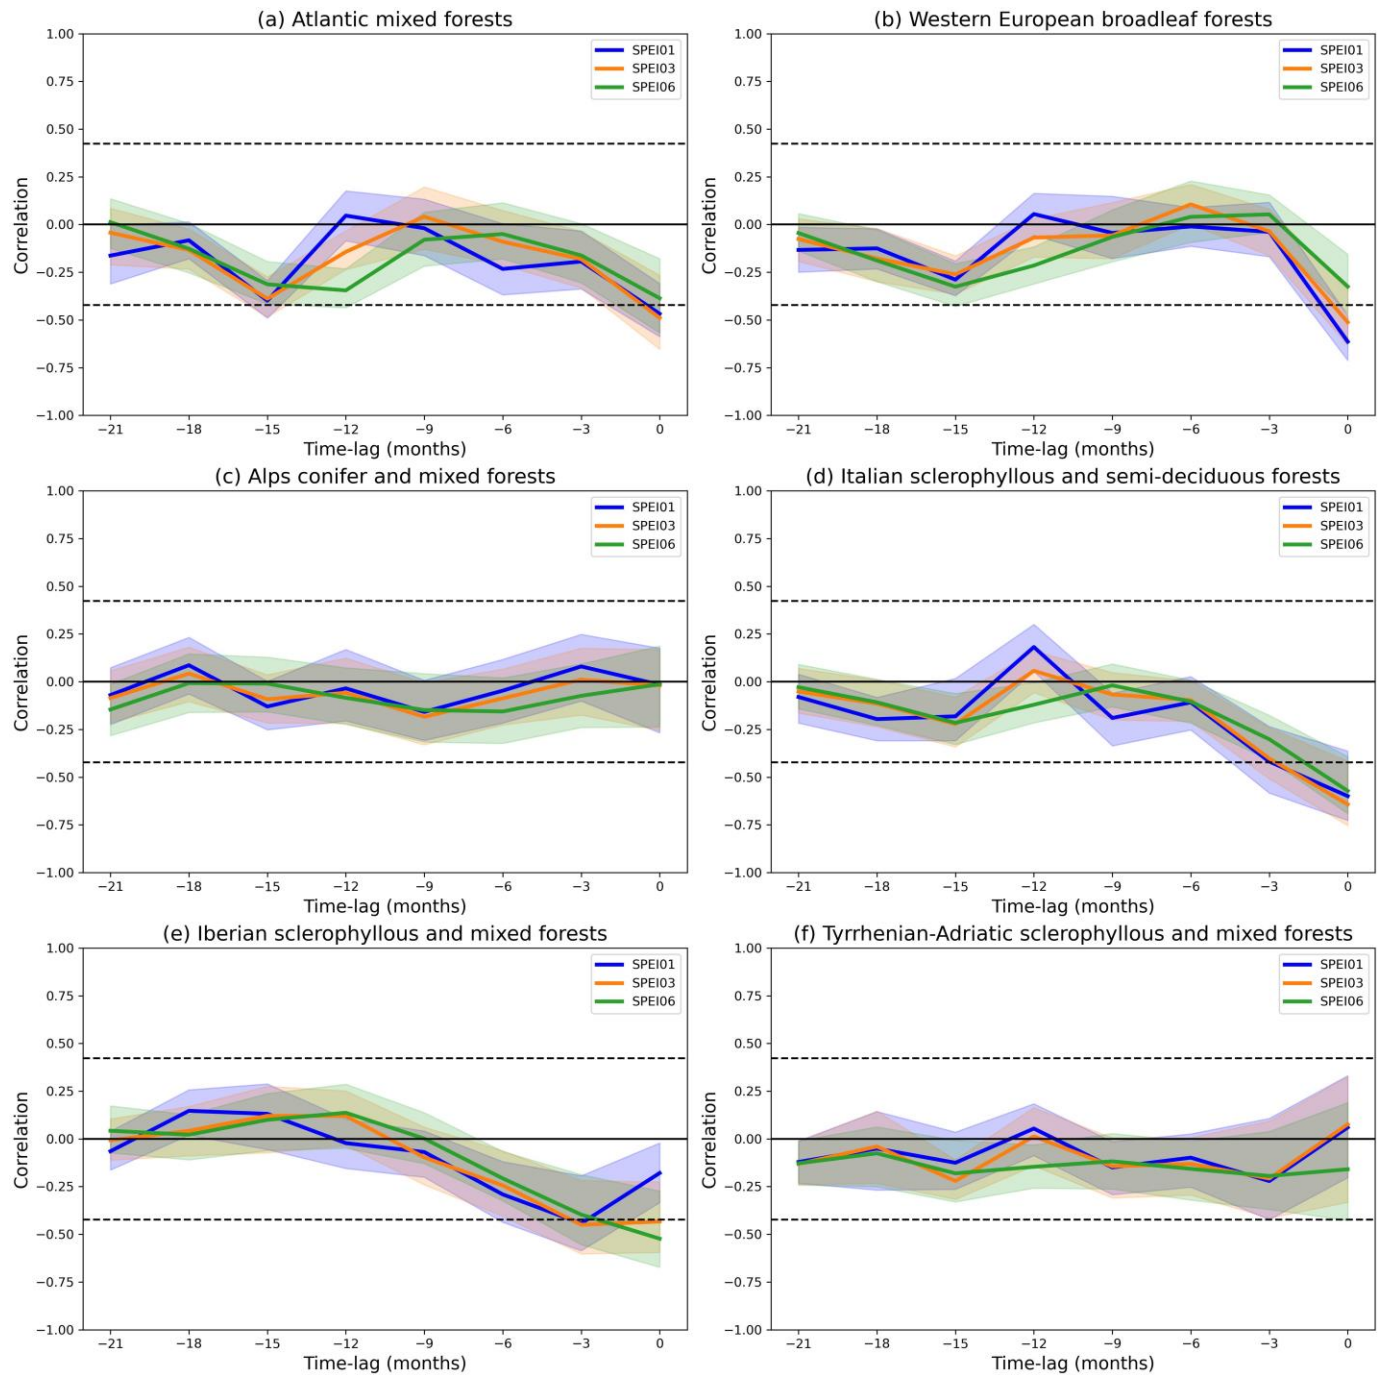 (a) Atlantic mixed forests
1.00
0.75
0.50
0.25
0.00
−0.25
−0.50
−0.75
−1.00
Correlation
SPEI01
SPEI03
SPEI06
−21 −18 −15 −12 −9 −6 −3 0
Time-lag (months)
(b) Western European broadleaf forests
1.00
0.75
0.50
0.25
0.00
−0.25
−0.50
−0.75
−1.00
Correlation
SPEI01
SPEI03
SPEI06
−21 −18 −15 −12 −9 −6 −3 0
Time-lag (months)
(c) Alps conifer and mixed forests
1.00
0.75
0.50
0.25
0.00
−0.25
−0.50
−0.75
−1.00
Correlation
SPEI01
SPEI03
SPEI06
−21 −18 −15 −12 −9 −6 −3 0
Time-lag (months)
(d) Italian sclerophyllous and semi-deciduous forests
1.00
0.75
0.50
0.25
0.00
−0.25
−0.50
−0.75
−1.00
Correlation
SPEI01
SPEI03
SPEI06
−21 −18 −15 −12 −9 −6 −3 0
Time-lag (months)
(e) Iberian sclerophyllous and mixed forests
1.00
0.75
0.50
0.25
0.00
−0.25
−0.50
−0.75
−1.00
Correlation
SPEI01
SPEI03
SPEI06
−21 −18 −15 −12 −9 −6 −3 0
Time-lag (months)
(f) Tyrrhenian-Adriatic sclerophyllous and mixed forests
1.00
0.75
0.50
0.25
0.00
−0.25
−0.50
−0.75
−1.00
Correlation
SPEI01
SPEI03
SPEI06
−21 −18 −15 −12 −9 −6 −3 0
Time-lag (months)